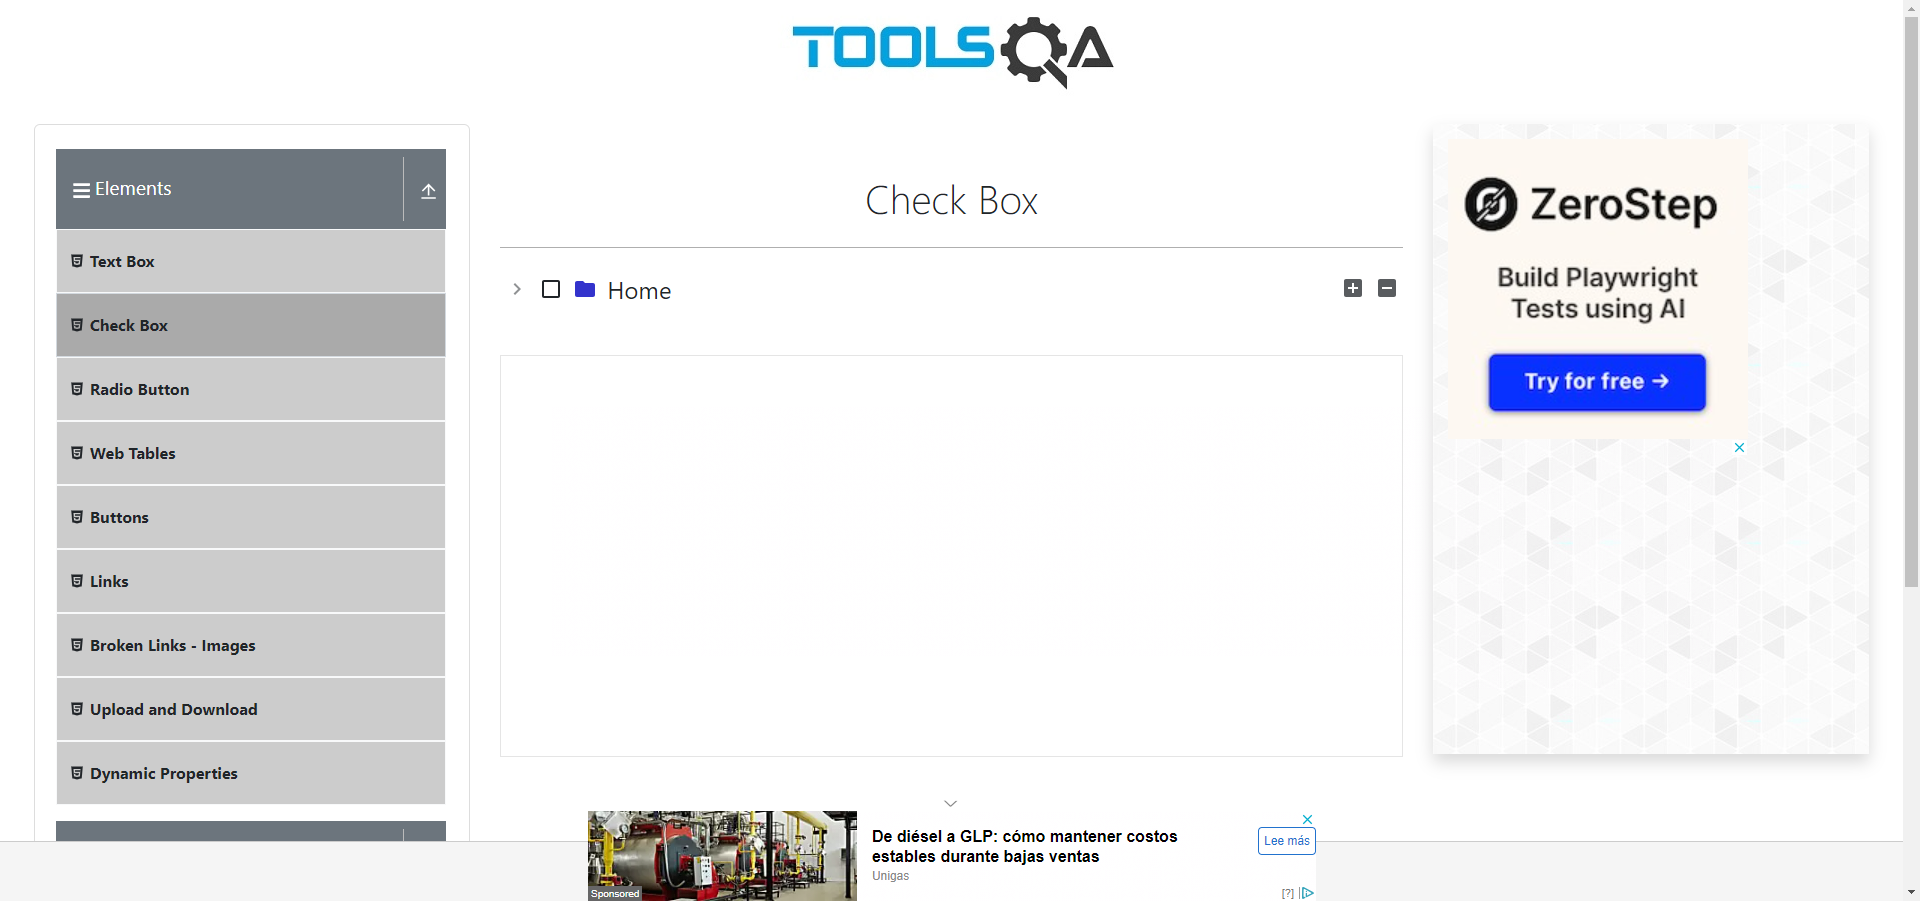 TOOLSQA
Elements
Text Box
Check Box
Radio Button
Web Tables
Buttons
Links
Broken Links - Images
Upload and Download
Dynamic Properties
Check Box
Home
ZeroStep
Build Playwright
Tests using AI
Try for free →
De diésel a GLP: cómo mantener costos
estables durante bajas ventas
Unigas
Lee más
Sponsored
[?]